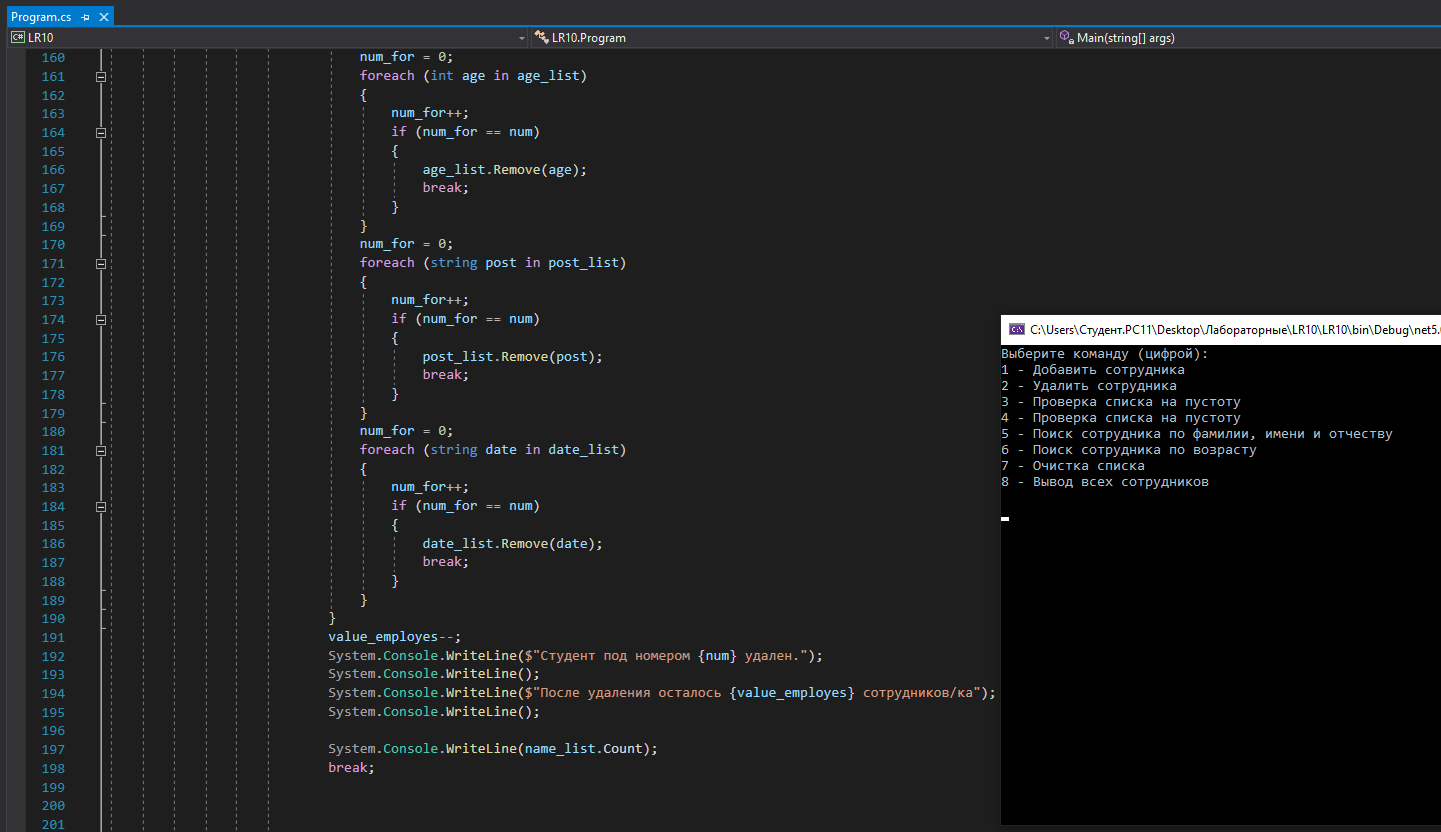 Program.cs
C# LR10
LR10.Program
Main(string[] args)
160 num_for = 0;
161 foreach (int age in age_list)
162 {
163 num_for++;
164 if (num_for == num)
165 {
166 age_list.Remove(age);
167 break;
168 }
169 }
170 num_for = 0;
171 foreach (string post in post_list)
172 {
173 num_for++;
174 if (num_for == num)
175 {
176 post_list.Remove(post);
177 break;
178 }
179 }
180 num_for = 0;
181 foreach (string date in date_list)
182 {
183 num_for++;
184 if (num_for == num)
185 {
186 date_list.Remove(date);
187 break;
188 }
189 }
190 }
191 value_employes--;
192 System.Console.WriteLine($"Студент под номером {num} удален.");
193 System.Console.WriteLine();
194 System.Console.WriteLine($"После удаления осталось {value_employes} сотрудников/ка");
195 System.Console.WriteLine();
196
197 System.Console.WriteLine(name_list.Count);
198 break;
199
200
201
C:\Users\Студент.PC11\Desktop\Лабораторные\LR10\LR10\bin\Debug\net5.
Выберите команду (цифрой):
1 - Добавить сотрудника
2 - Удалить сотрудника
3 - Проверка списка на пустоту
4 - Проверка списка на пустоту
5 - Поиск сотрудника по фамилии, имени и отчеству
6 - Поиск сотрудника по возрасту
7 - Очистка списка
8 - Вывод всех сотрудников